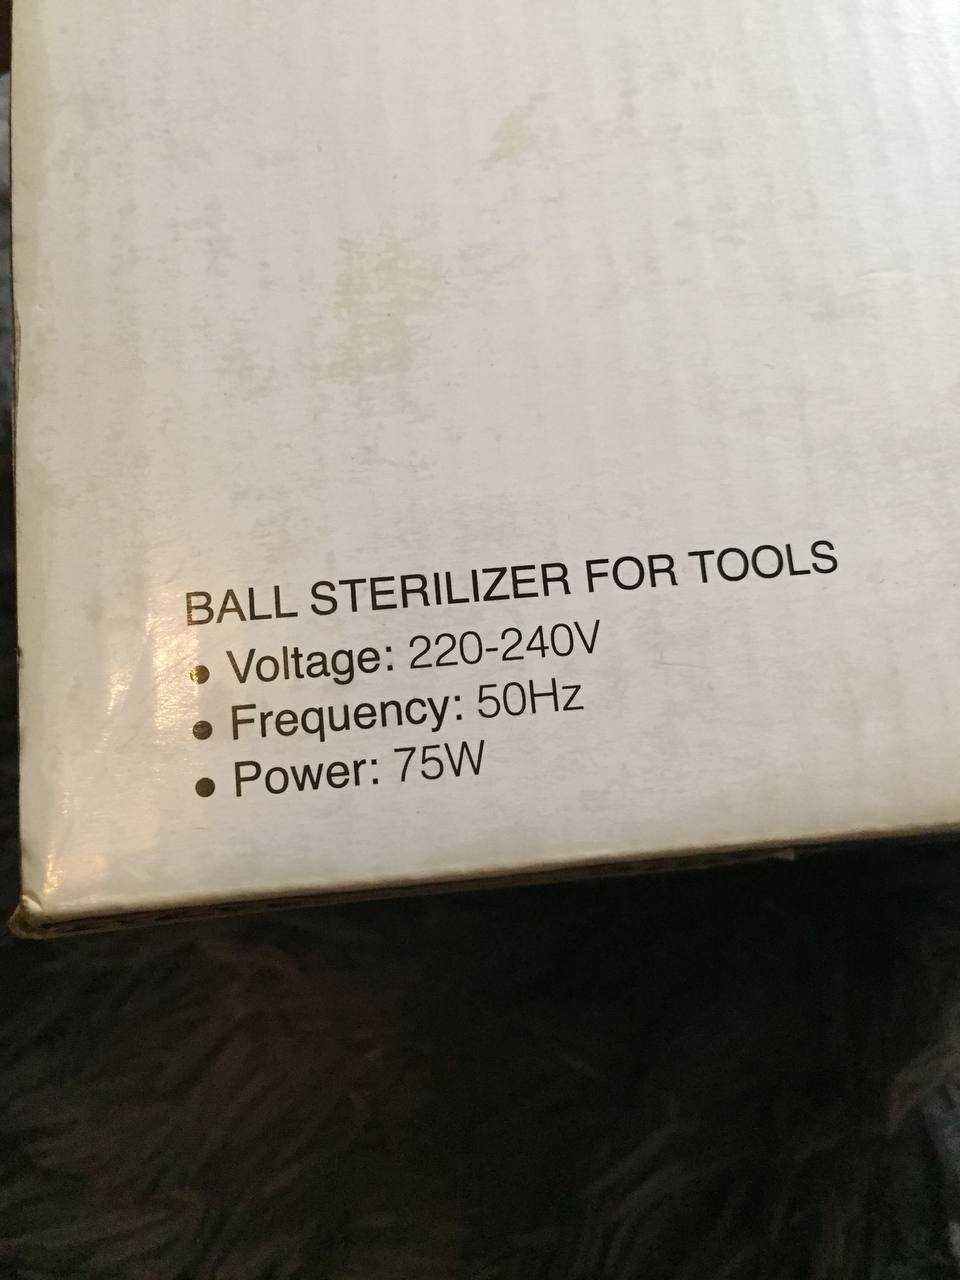 BALL STERILIZER FOR TOOLS
• Voltage: 220-240V
• Frequency: 50Hz
• Power: 75W